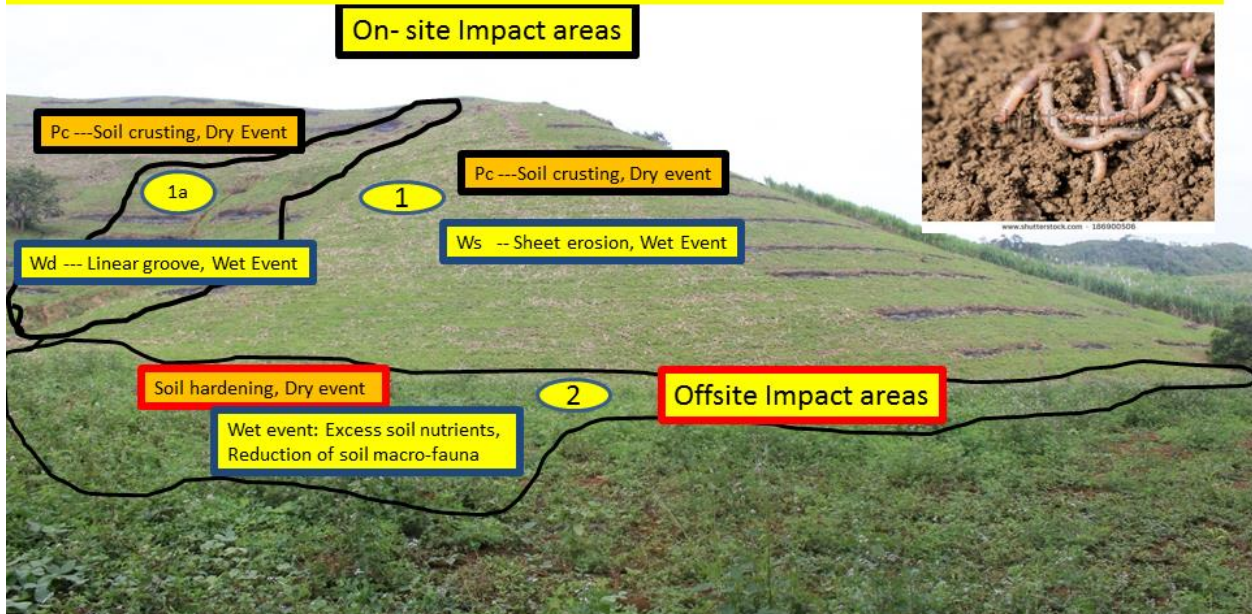 On- site Impact areas
Pc ---Soil crusting, Dry Event
1a
1
Pc ---Soil crusting, Dry event
Ws -- Sheet erosion, Wet Event
Wd --- Linear groove, Wet Event
www.shutterstock.com · 186900506
Soil hardening, Dry event
2
Offsite Impact areas
Wet event: Excess soil nutrients,
Reduction of soil macro-fauna